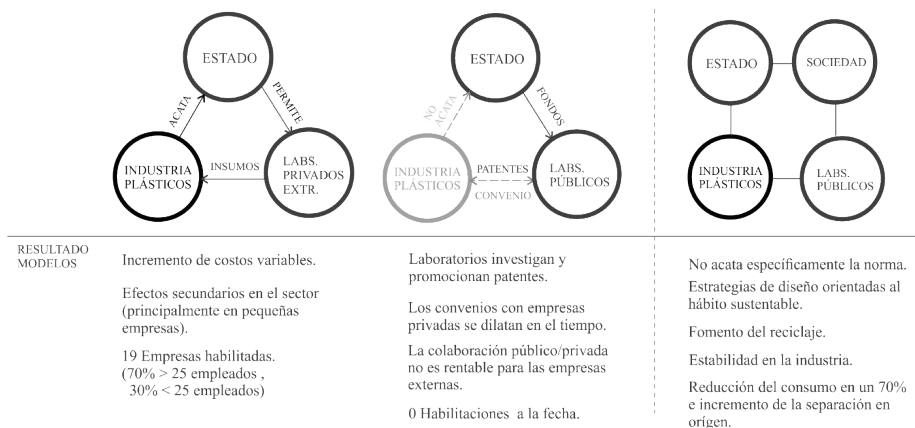 ESTADO
ACATA
PERMITE
INDUSTRIA
PLÁSTICOS
INSUMOS
LABS.
PRIVADOS
EXTR.
ESTADO
NO
ACATA
FONDOS
INDUSTRIA
PLÁSTICOS
PATENTES
CONVENIO
LABS.
PÚBLICOS
ESTADO
SOCIEDAD
INDUSTRIA
PLÁSTICOS
LABS.
PÚBLICOS
RESULTADO
MODELOS
Incremento de costos variables.
Efectos secundarios en el sector
(principalmente en pequeñas
empresas).
19 Empresas habilitadas.
(70% > 25 empleados ,
30% < 25 empleados)
Laboratorios investigan y
promocionan patentes.
Los convenios con empresas
privadas se dilatan en el tiempo.
La colaboración público/privada
no es rentable para las empresas
externas.
0 Habilitaciones a la fecha.
No acata específicamente la norma.
Estrategias de diseño orientadas al
hábito sustentable.
Fomento del reciclaje.
Estabilidad en la industria.
Reducción del consumo en un 70%
e incremento de la separación en
orígen.